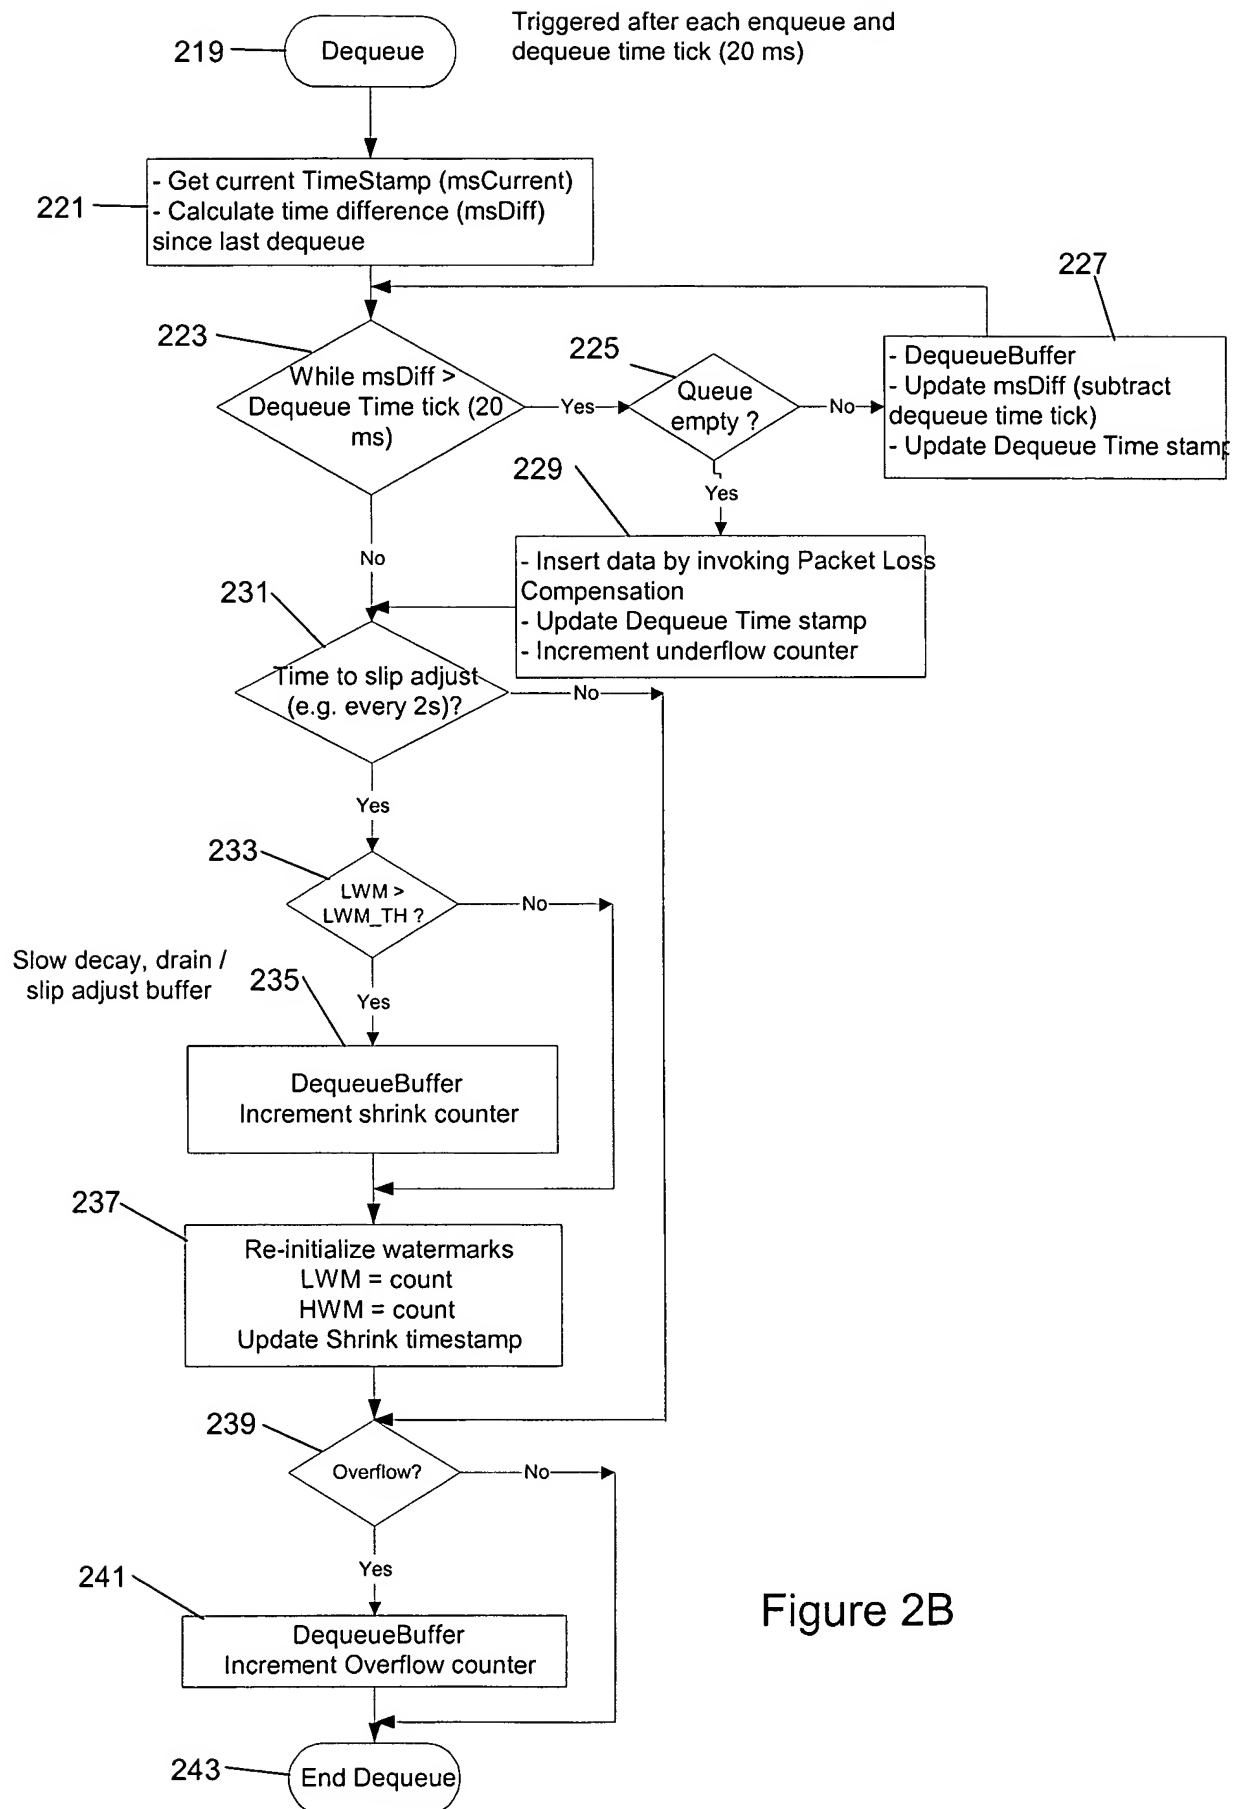 Triggered after each enqueue and
dequeue time tick (20 ms)
219
Dequeue
221
- Get current TimeStamp (msCurrent)
- Calculate time difference (msDiff)
since last dequeue
227
223
While msDiff >
Dequeue Time tick (20
ms)
Yes
225
Queue
empty ?
No
- DequeueBuffer
- Update msDiff (subtract
dequeue time tick)
- Update Dequeue Time stamp
Yes
229
- Insert data by invoking Packet Loss
Compensation
- Update Dequeue Time stamp
- Increment underflow counter
No
231
Time to slip adjust
(e.g. every 2s)?
No
Yes
233
LWM >
LWM_TH ?
No
Slow decay, drain /
slip adjust buffer
Yes
235
DequeueBuffer
Increment shrink counter
237
Re-initialize watermarks
LWM = count
HWM = count
Update Shrink timestamp
239
Overflow?
No
Yes
241
DequeueBuffer
Increment Overflow counter
243
End Dequeue
Figure 2B